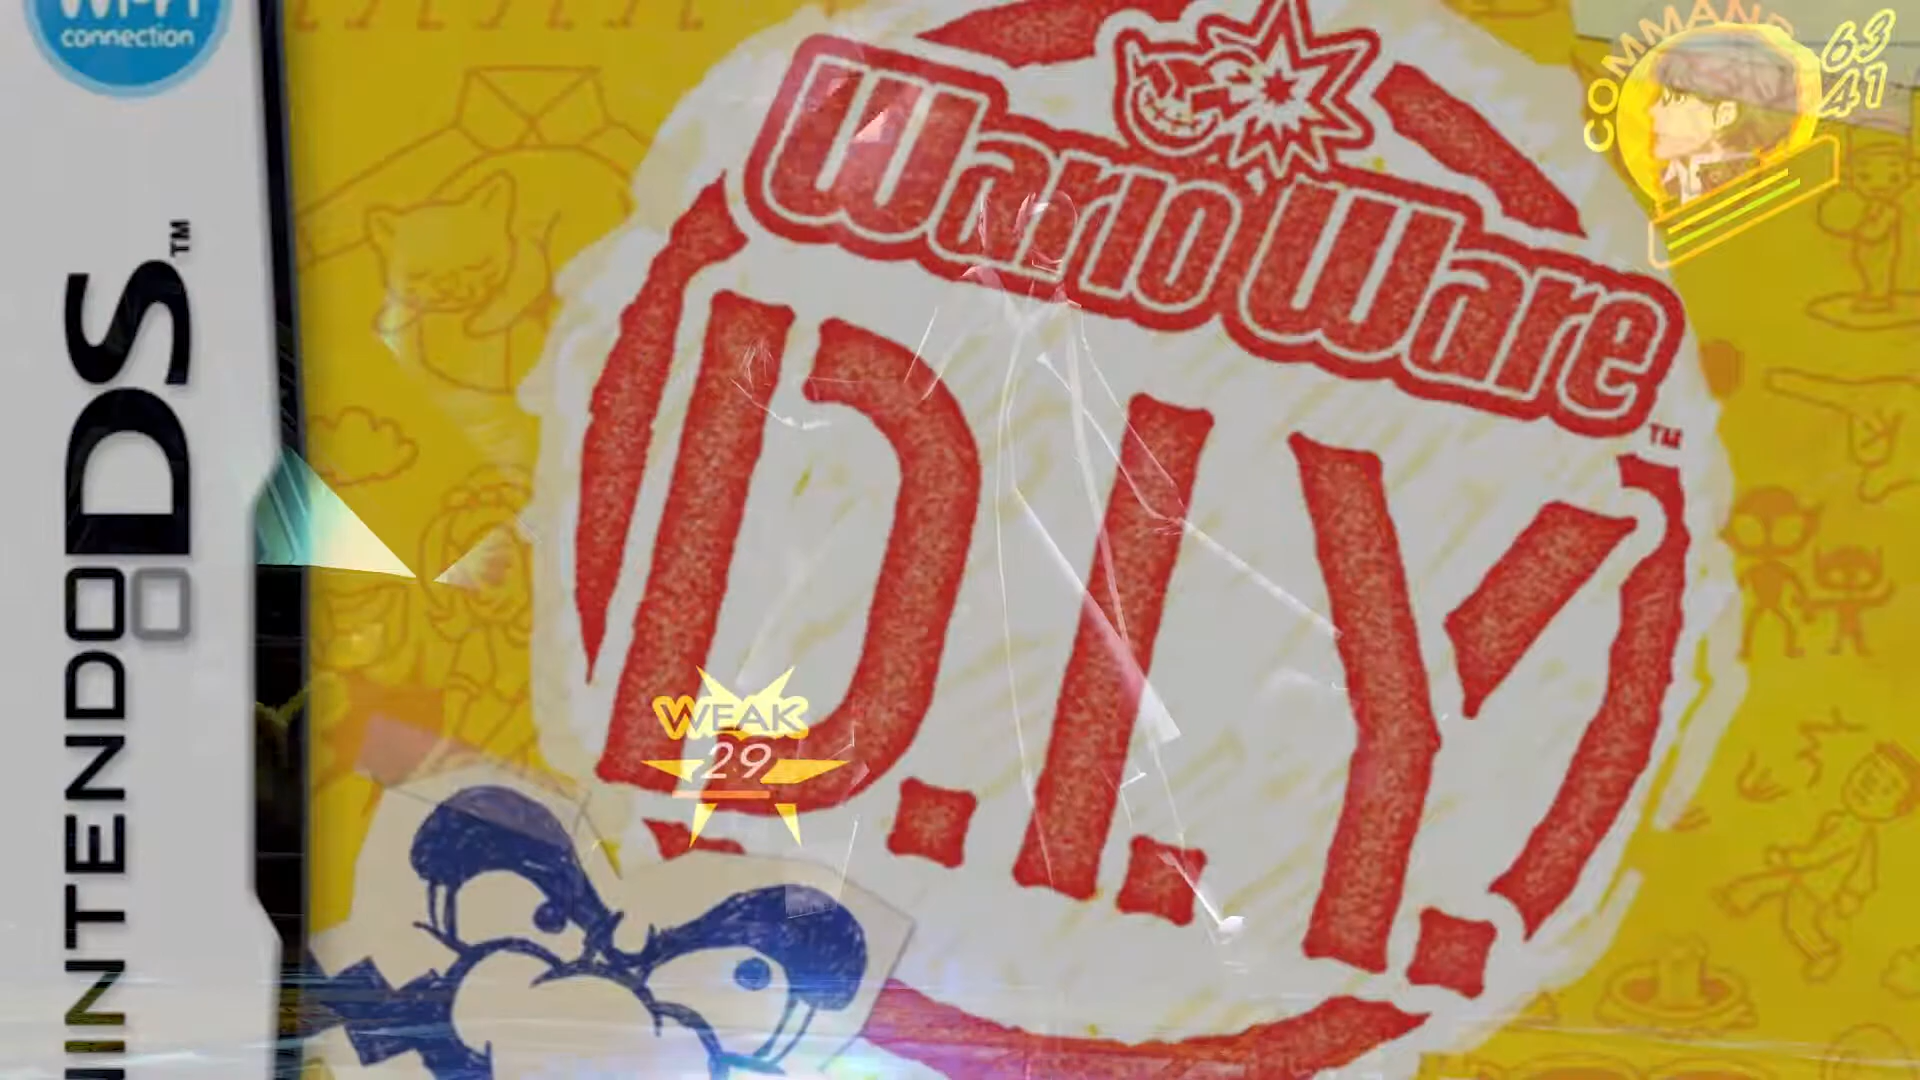 Wi-Fi
connection
NINTENDO DS™
WarioWare
D.I.Y.
™
COMMAND
63
41
WEAK
29